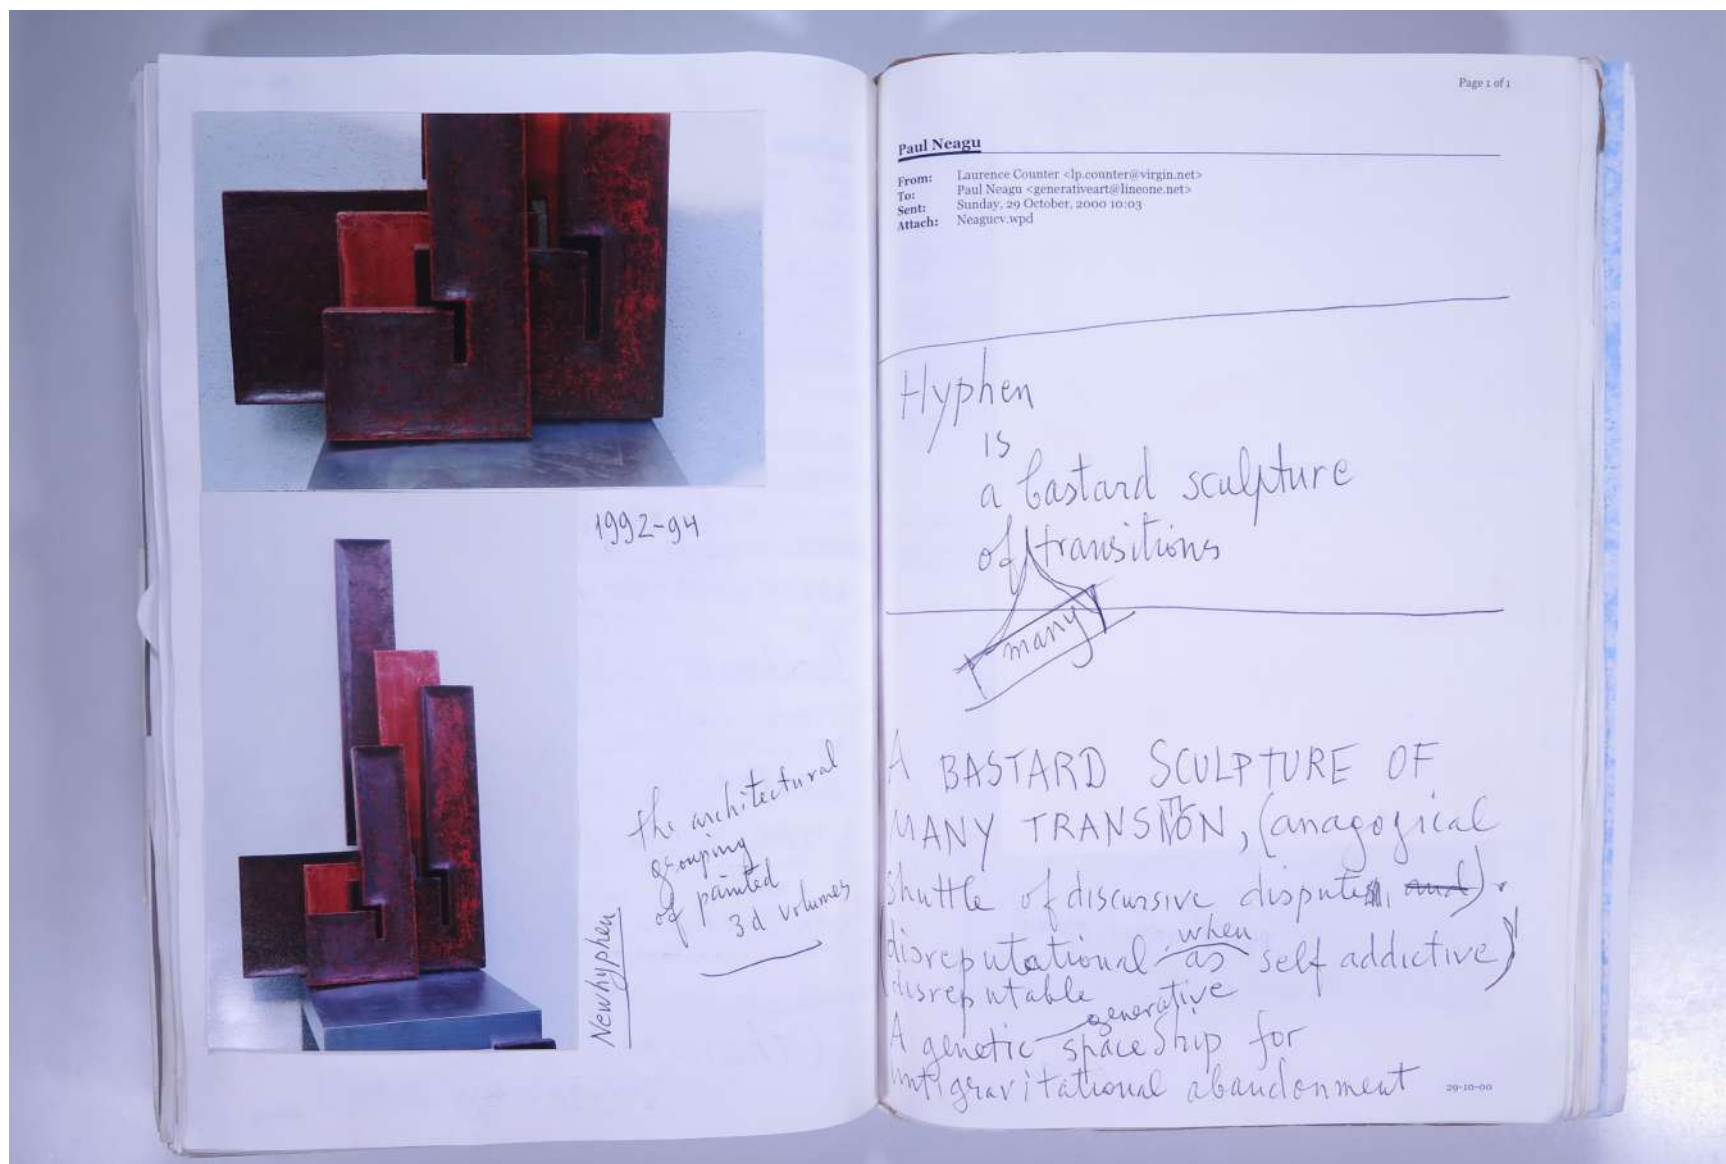 1992-94
the architectural
grouping
of painted
3d volumes
Newhyphen
Page 1 of 1
Paul Neagu
From: Laurence Counter <lp.counter@virgin.net>
To: Paul Neagu <generativeart@lineone.net>
Sent: Sunday, 29 October, 2000 10:03
Attach: Neagucv.wpd
Hyphen
is
a bastard sculpture
of transitions
many
A BASTARD SCULPTURE OF
MANY TRANSITION, (anagogical
shuttle of discursive disputes, and).
when
disreputational as self addictive)
disreputable
generative
A genetic spaceship for
antigravitational abandonment
29-10-00